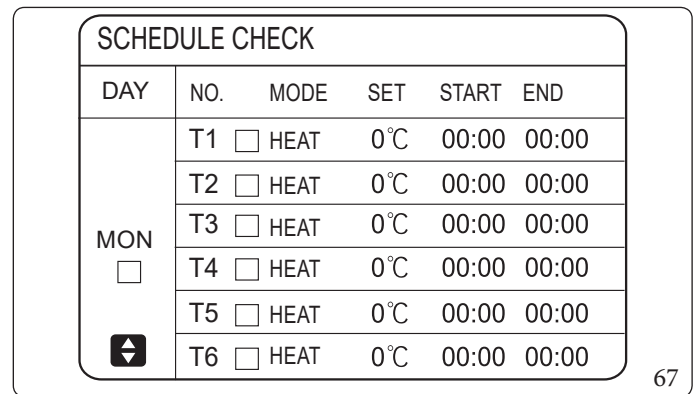 SCHEDULE CHECK
DAY NO. MODE SET START END
T1 HEAT 0℃ 00:00 00:00
T2 HEAT 0℃ 00:00 00:00
T3 HEAT 0℃ 00:00 00:00
MON
T4 HEAT 0℃ 00:00 00:00
T5 HEAT 0℃ 00:00 00:00
T6 HEAT 0℃ 00:00 00:00
67